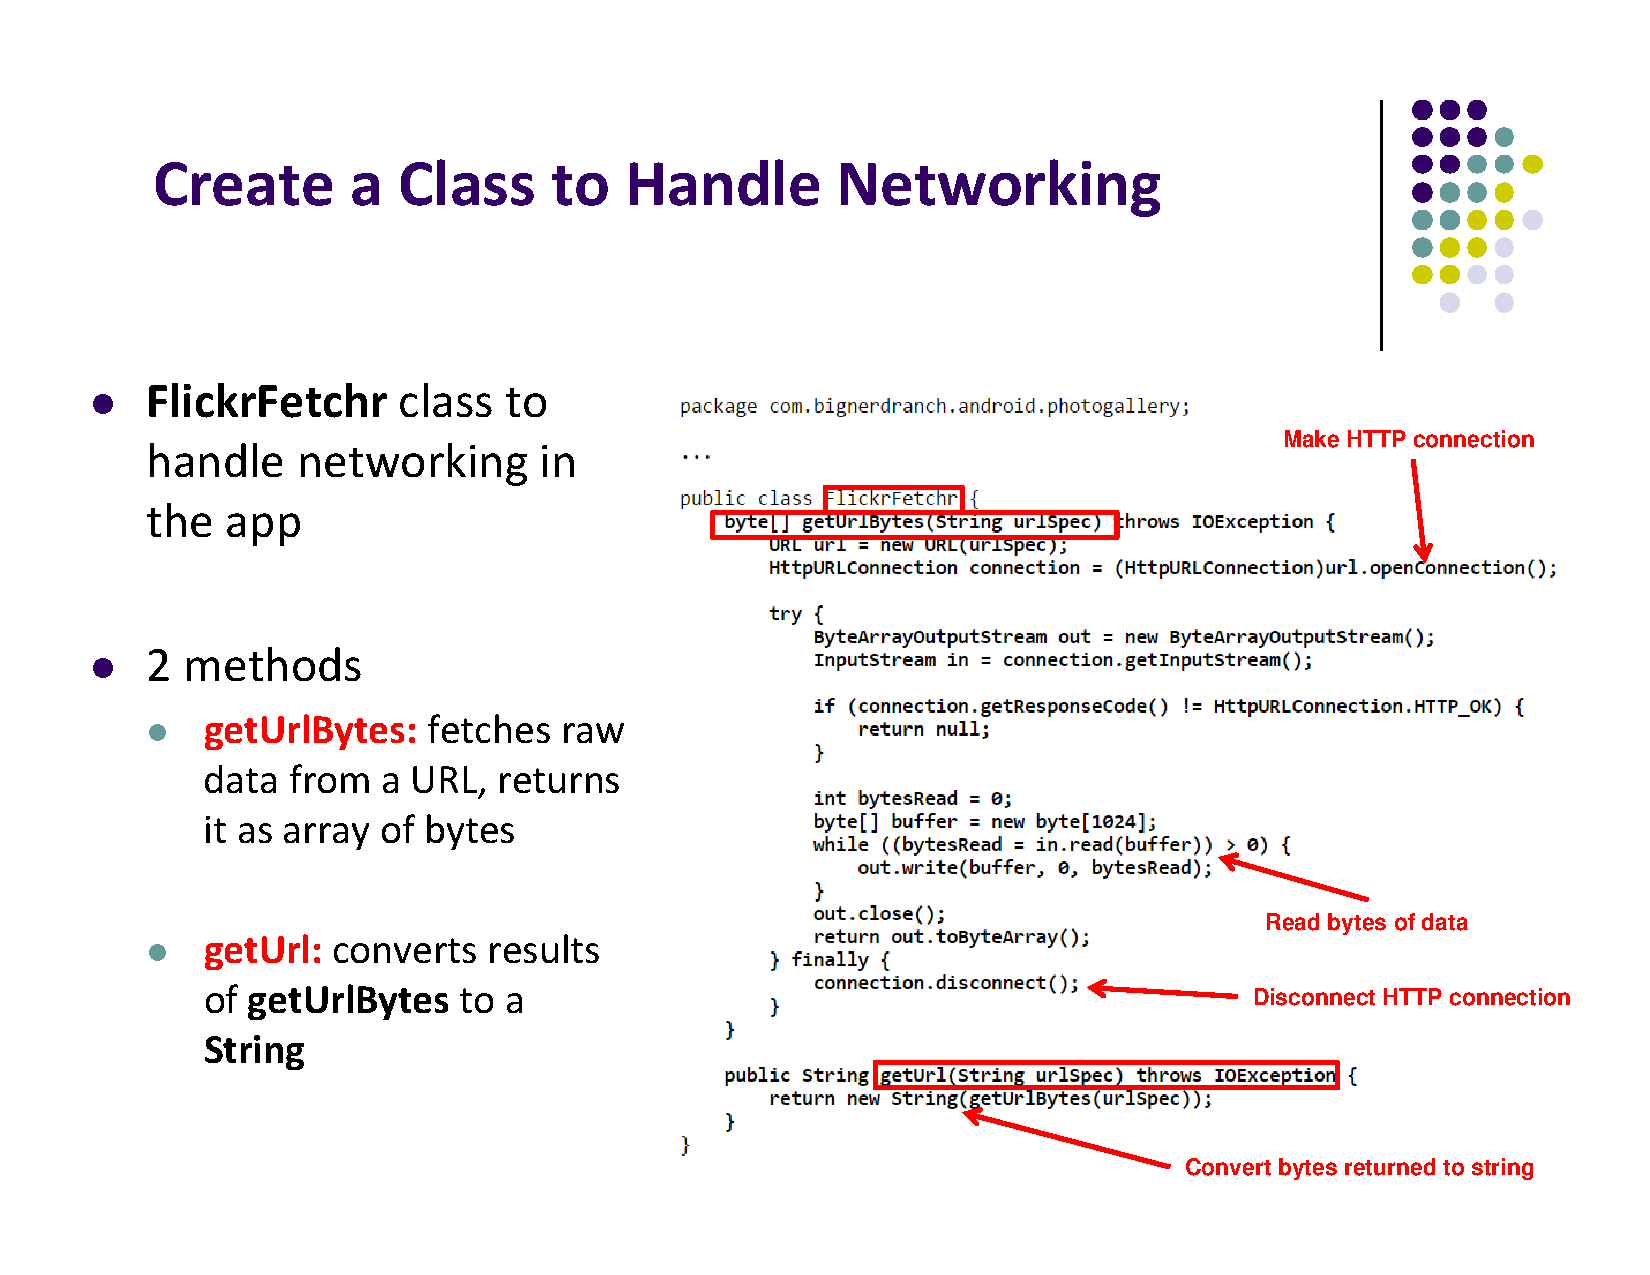 Create a Class to Handle Networking
FlickrFetchr class to
handle networking in
the app
2 methods
getUrlBytes: fetches raw
data from a URL, returns
it as array of bytes
getUrl: converts results
of getUrlBytes to a
String
package com.bignerdranch.android.photogallery;
...
public class FlickrFetchr {
byte[] getUrlBytes(String urlSpec) throws IOException {
URL url = new URL(urlSpec);
HttpURLConnection connection = (HttpURLConnection)url.openConnection();
try {
ByteArrayOutputStream out = new ByteArrayOutputStream();
InputStream in = connection.getInputStream();
if (connection.getResponseCode() != HttpURLConnection.HTTP_OK) {
return null;
}
int bytesRead = 0;
byte[] buffer = new byte[1024];
while ((bytesRead = in.read(buffer)) > 0) {
out.write(buffer, 0, bytesRead);
}
out.close();
return out.toByteArray();
} finally {
connection.disconnect();
}
}
public String getUrl(String urlSpec) throws IOException {
return new String(getUrlBytes(urlSpec));
}
}
Make HTTP connection
Read bytes of data
Disconnect HTTP connection
Convert bytes returned to string